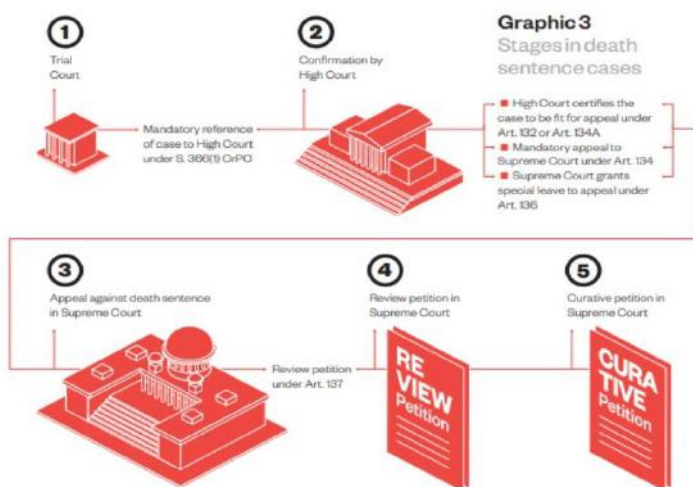 Graphic 3
Stages in death
sentence cases
1
Trial
Court
Mandatory reference
of case to High Court
under S. 366(1) CrPC
2
Confirmation by
High Court
■ High Court certifies the
case to be fit for appeal under
Art. 132 or Art. 134A
■ Mandatory appeal to
Supreme Court under Art. 134
■ Supreme Court grants
special leave to appeal under
Art. 136
3
Appeal against death sentence
in Supreme Court
Review petition
under Art. 137
4
Review petition in
Supreme Court
RE
VIEW
Petition
5
Curative petition in
Supreme Court
CURA
TIVE
Petition